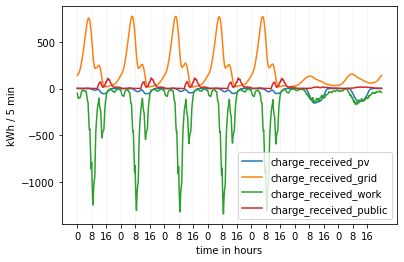 500
0
−500
−1000
kWh / 5 min
0 8 16 0 8 16 0 8 16 0 8 16 0 8 16 0 8 16 0 8 16
time in hours
charge_received_pv
charge_received_grid
charge_received_work
charge_received_public